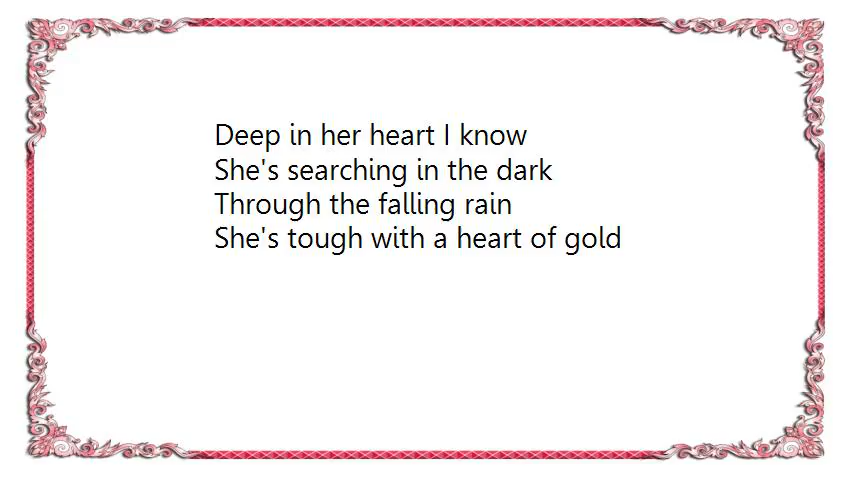 Deep in her heart I know
She's searching in the dark
Through the falling rain
She's tough with a heart of gold